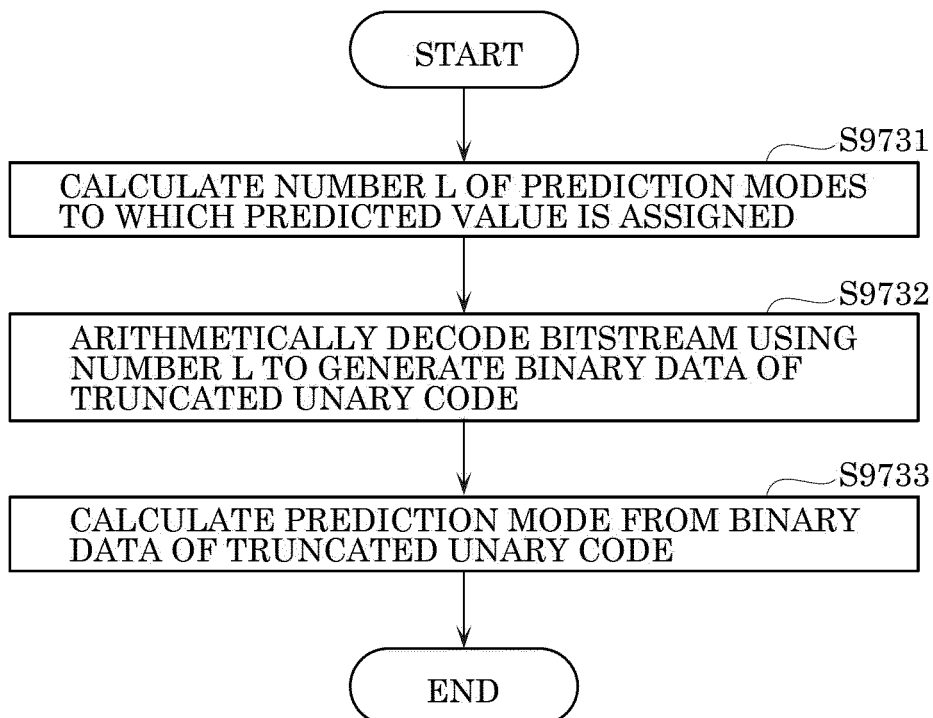 START
S9731
CALCULATE NUMBER L OF PREDICTION MODES
TO WHICH PREDICTED VALUE IS ASSIGNED
S9732
ARITHMETICALLY DECODE BITSTREAM USING
NUMBER L TO GENERATE BINARY DATA OF
TRUNCATED UNARY CODE
S9733
CALCULATE PREDICTION MODE FROM BINARY
DATA OF TRUNCATED UNARY CODE
END